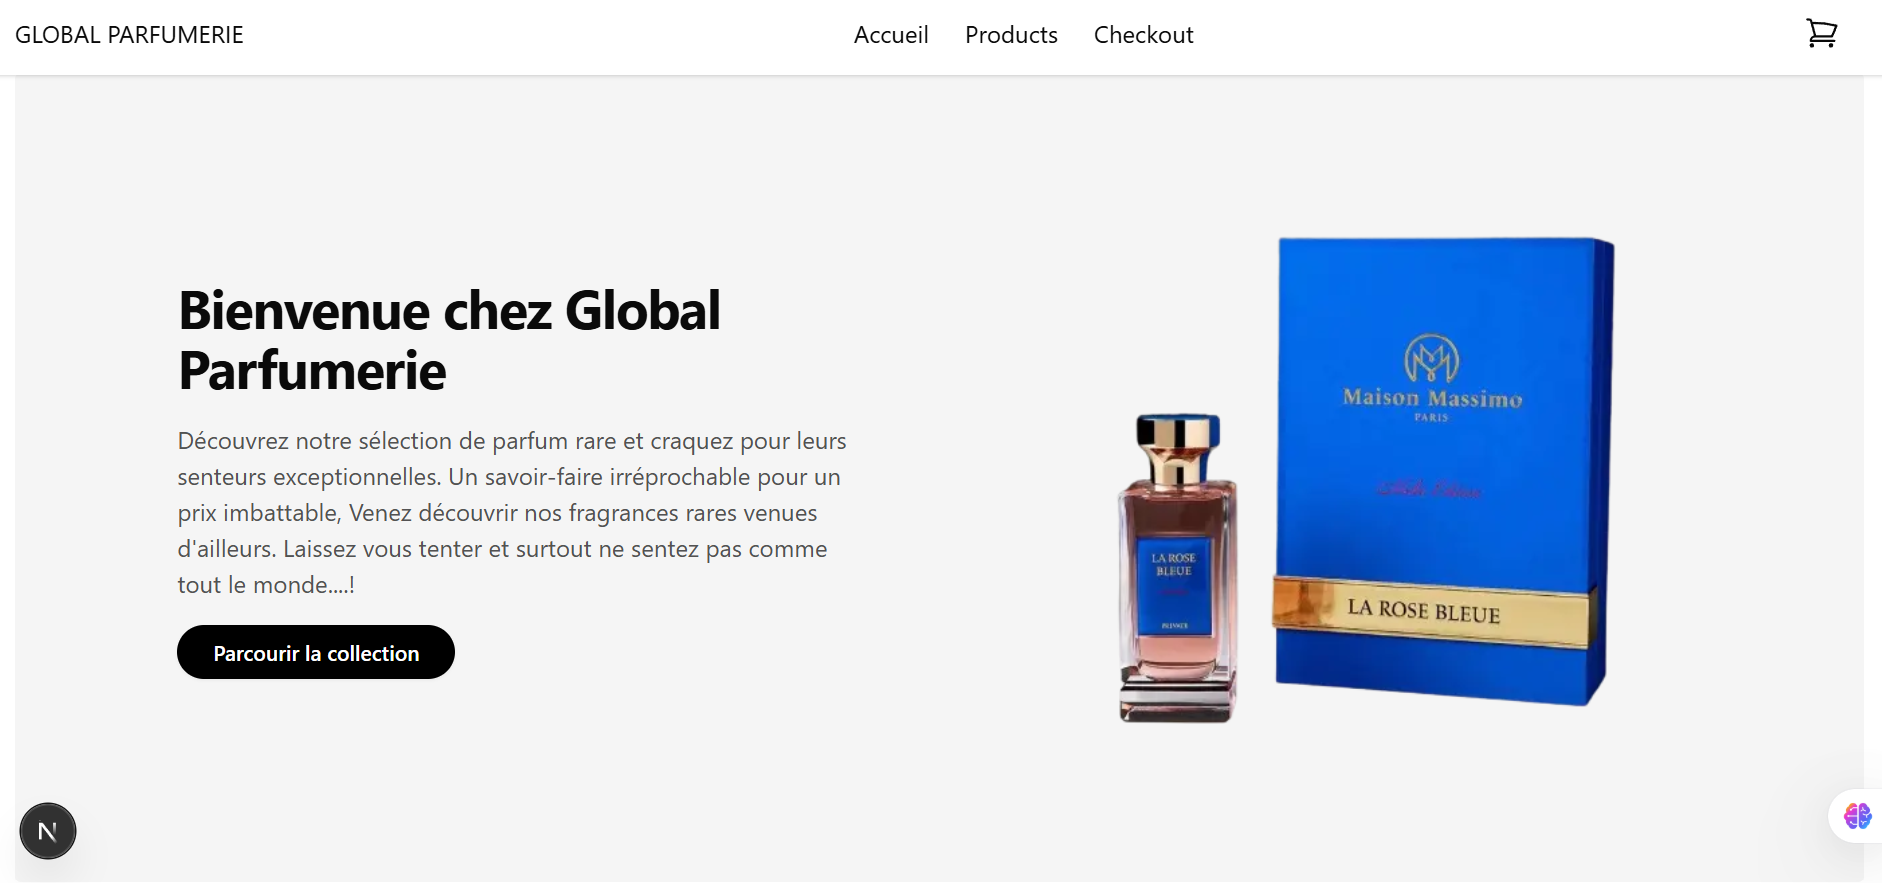 GLOBAL PARFUMERIE
Accueil
Products
Checkout
Bienvenue chez Global
Parfumerie
Découvrez notre sélection de parfum rare et craquez pour leurs
senteurs exceptionnelles. Un savoir-faire irréprochable pour un
prix imbattable, Venez découvrir nos fragrances rares venues
d'ailleurs. Laissez vous tenter et surtout ne sentez pas comme
tout le monde....!
Parcourir la collection
Maison Massimo
PARIS
LA ROSE BLEUE
LA ROSE
BLEUE
N